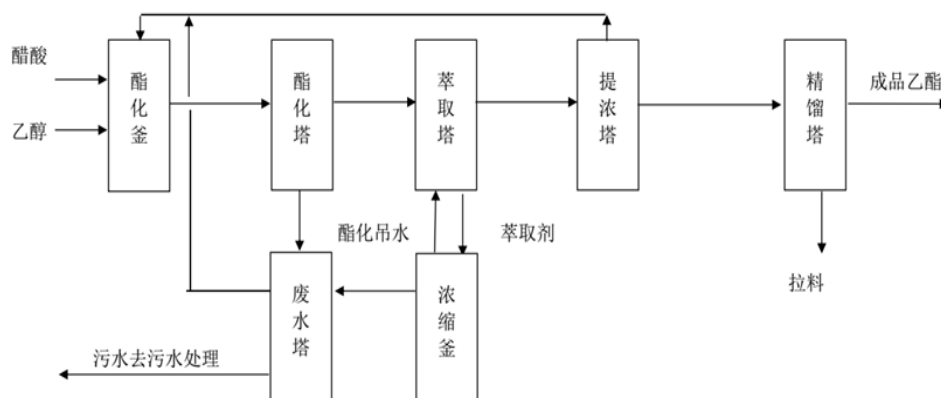 醋酸
乙醇
酯化釜
酯化塔
萃取塔
提浓塔
精馏塔
成品乙酯
酯化吊水
萃取剂
拉料
废水塔
浓缩釜
污水去污水处理